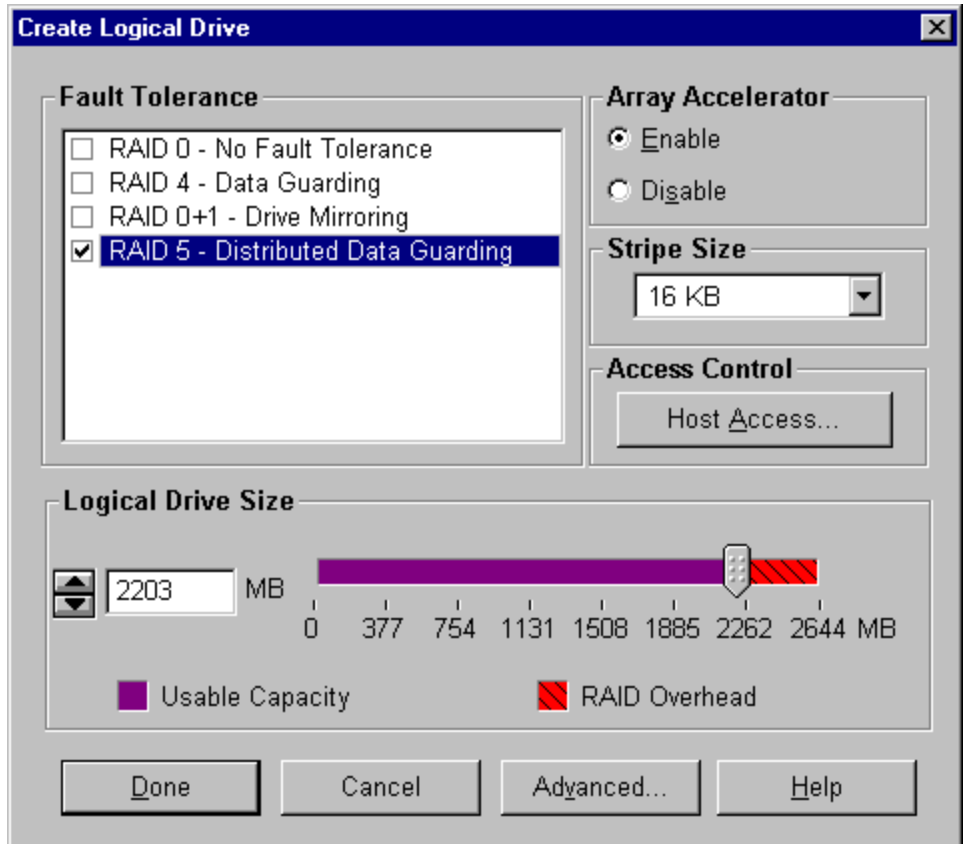 Create Logical Drive
Fault Tolerance
RAID 0 - No Fault Tolerance
RAID 4 - Data Guarding
RAID 0+1 - Drive Mirroring
RAID 5 - Distributed Data Guarding
Array Accelerator
Enable
Disable
Stripe Size
16 KB
Access Control
Host Access...
Logical Drive Size
2203 MB
0 377 754 1131 1508 1885 2262 2644 MB
Usable Capacity
RAID Overhead
Done
Cancel
Advanced...
Help